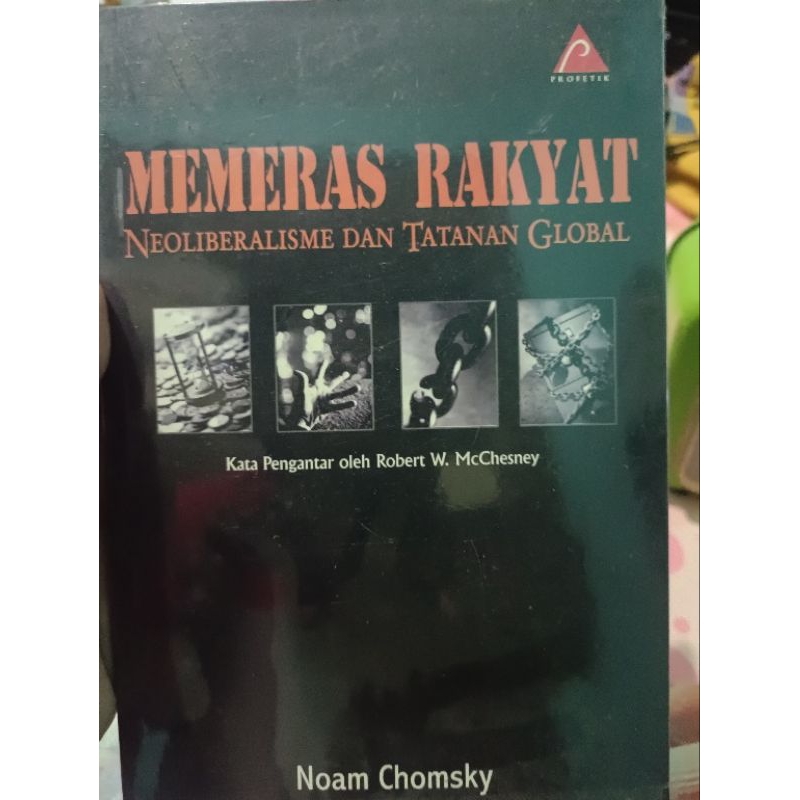 PROFETIK
MEMERAS RAKYAT
NEOLIBERALISME DAN TATANAN GLOBAL
Kata Pengantar oleh Robert W. McChesney
Noam Chomsky